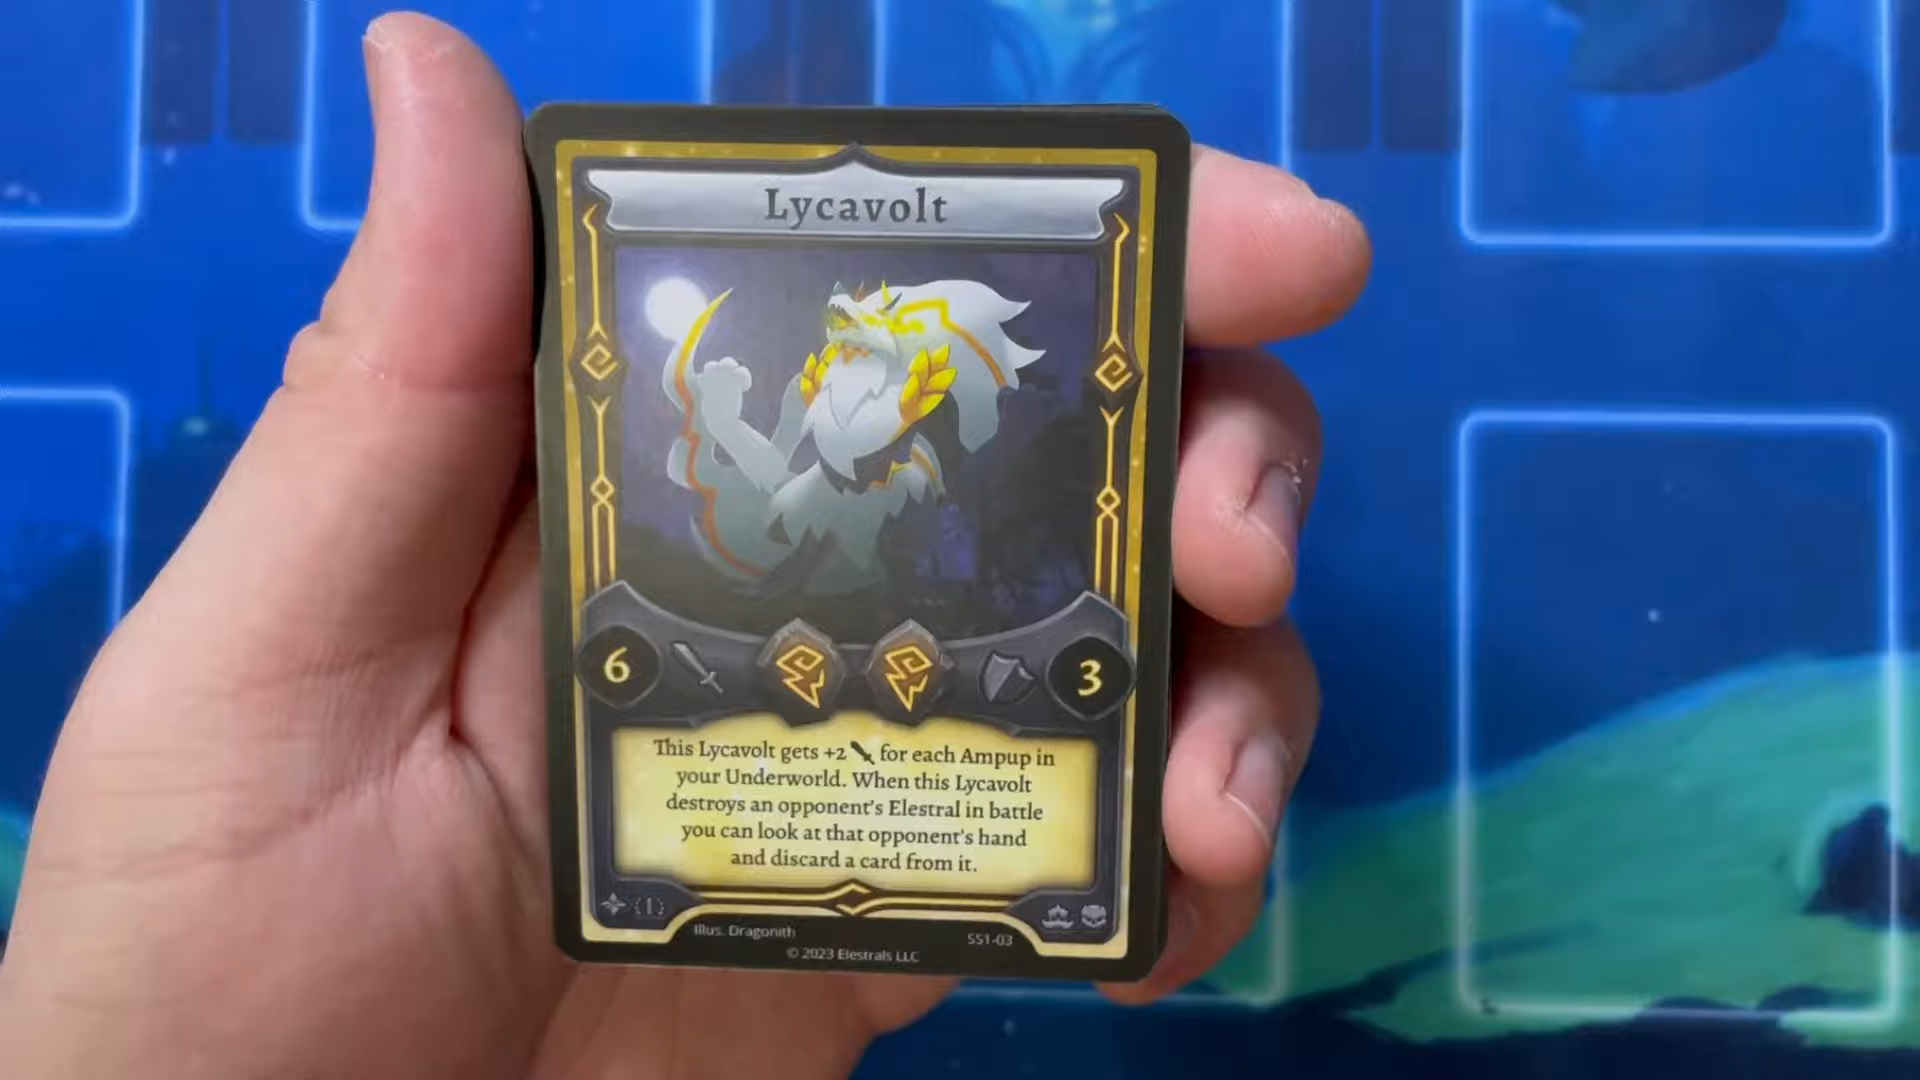 Lycavolt
6
3
This Lycavolt gets +2 for each Ampup in
your Underworld. When this Lycavolt
destroys an opponent's Elestral in battle
you can look at that opponent's hand
and discard a card from it.
(1)
Illus. Dragonith
SS1-03
© 2023 Elestrals LLC